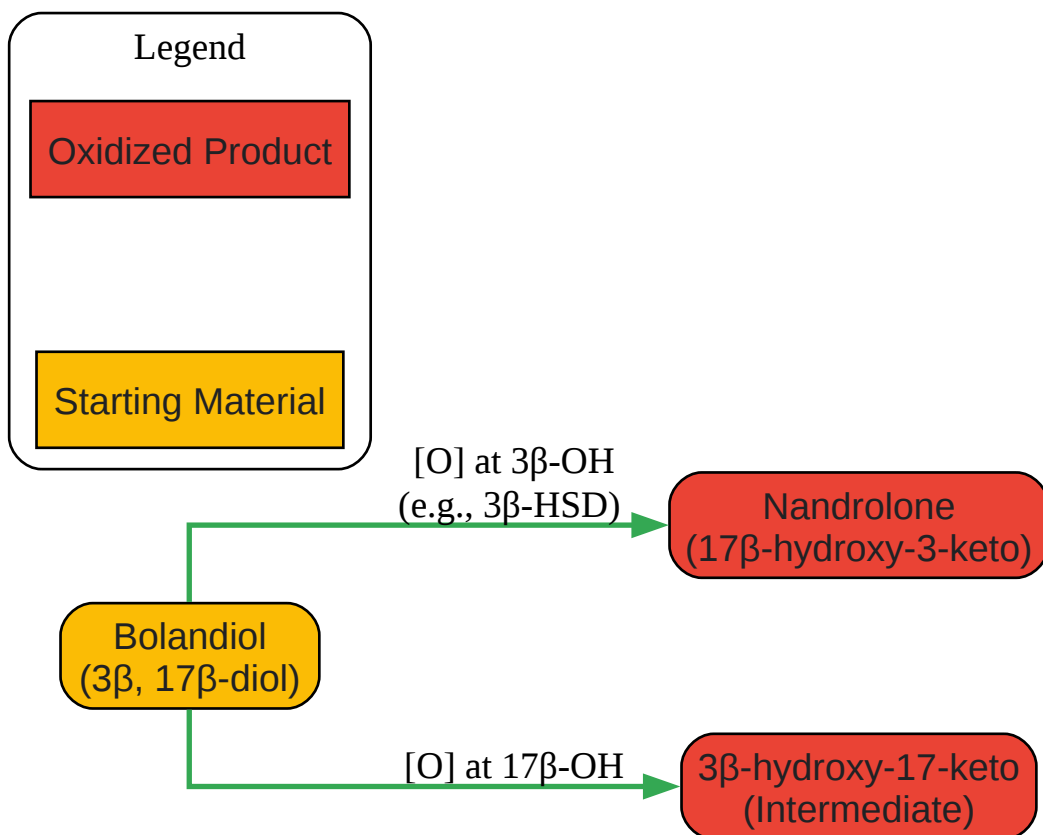 Legend
Oxidized Product
Starting Material
[O] at 3β-OH
(e.g., 3β-HSD)
Nandrolone
(17β-hydroxy-3-keto)
Bolandiol
(3β, 17β-diol)
[O] at 17β-OH
3β-hydroxy-17-keto
(Intermediate)